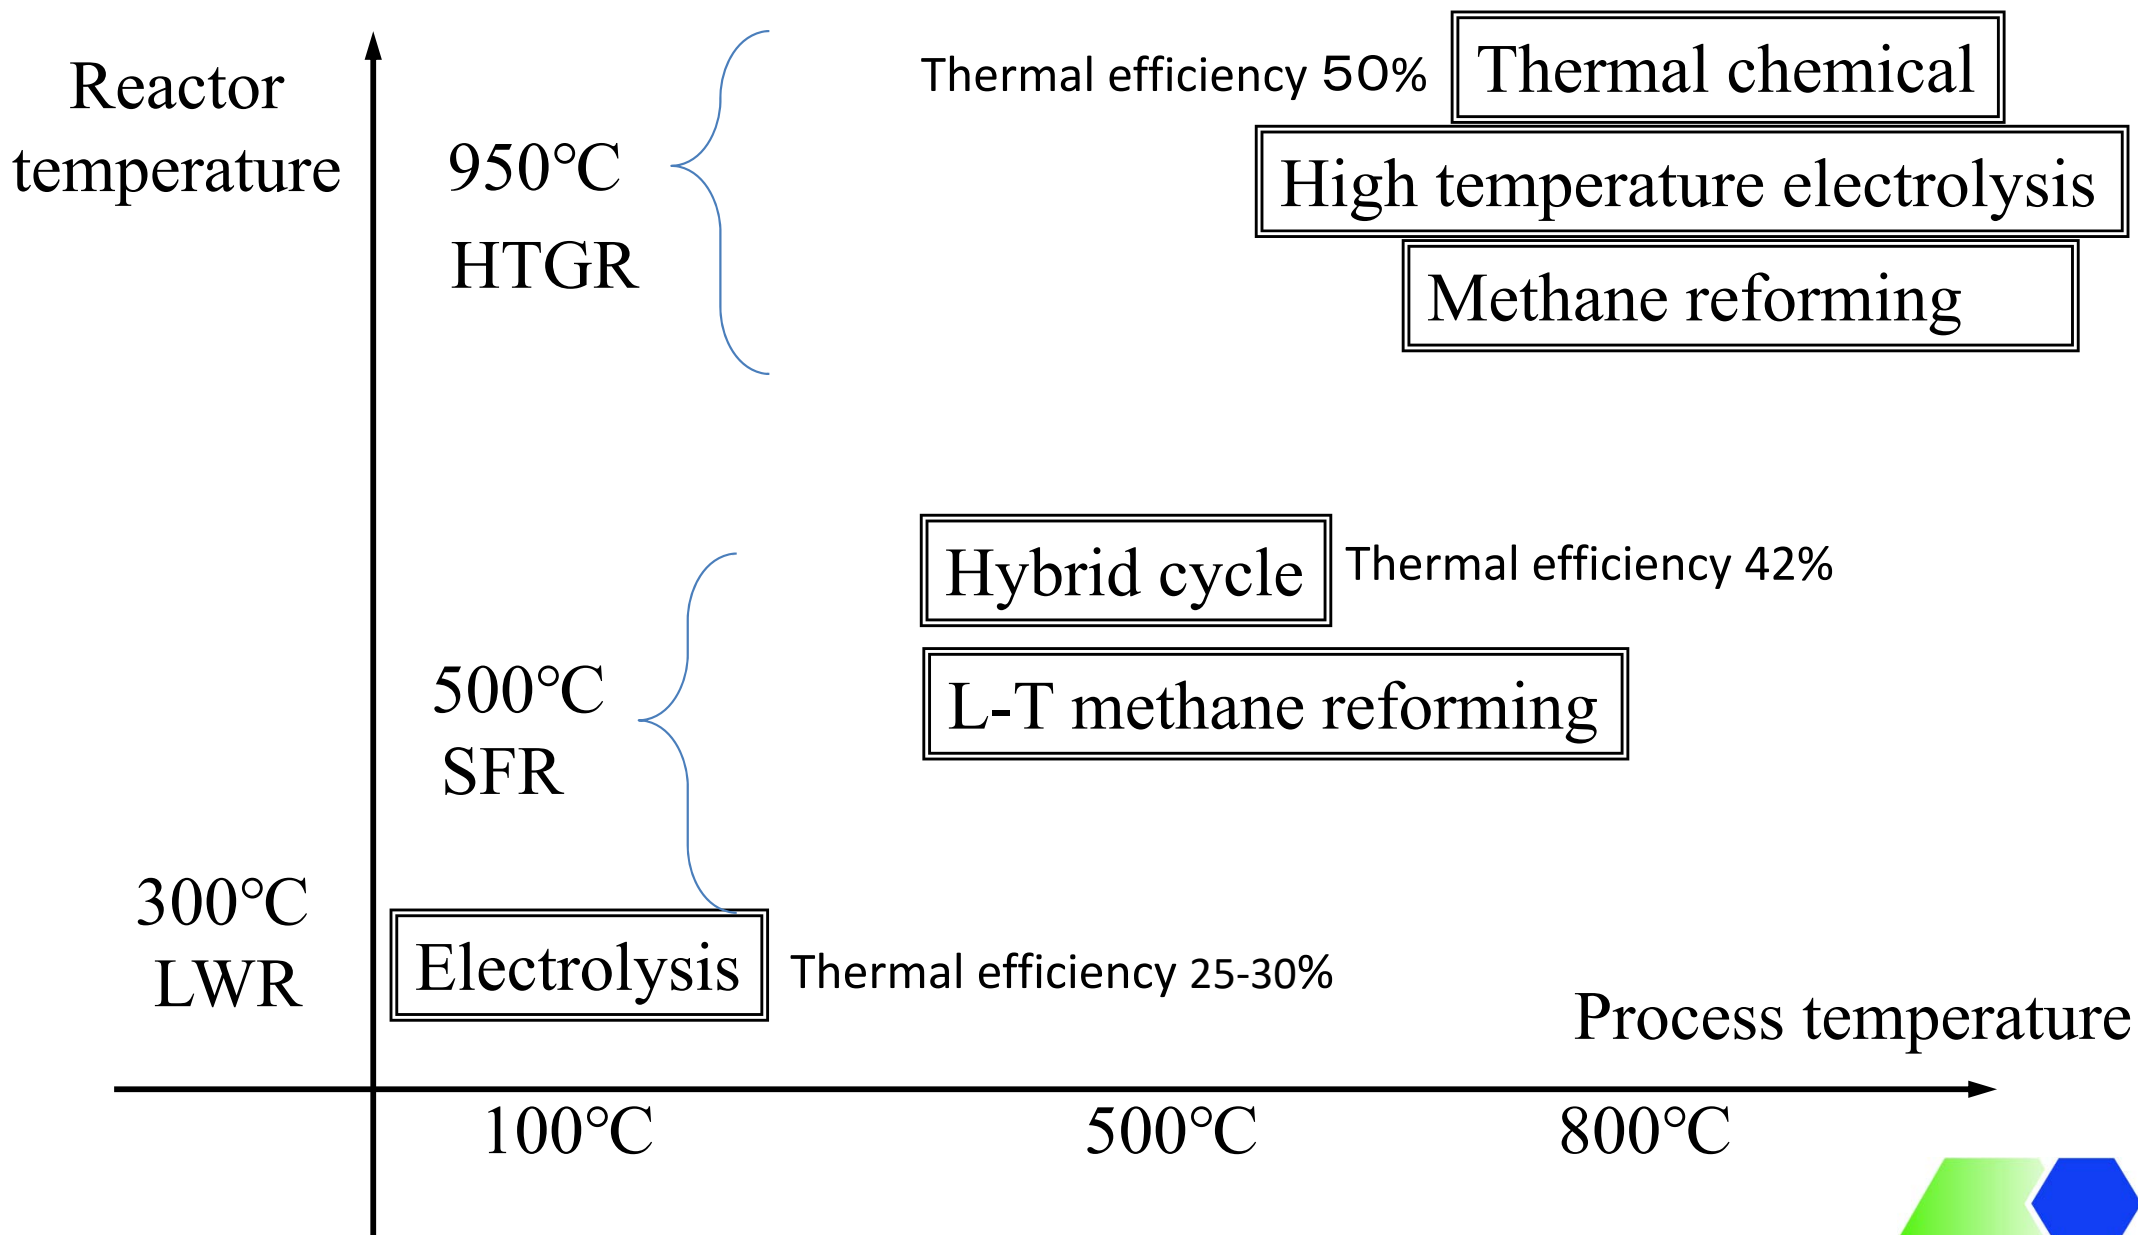 Reactor
temperature
950℃
HTGR
Thermal efficiency 50%
Thermal chemical
High temperature electrolysis
Methane reforming
500℃
SFR
Hybrid cycle
Thermal efficiency 42%
L-T methane reforming
300℃
LWR
Electrolysis
Thermal efficiency 25-30%
Process temperature
100℃
500℃
800℃